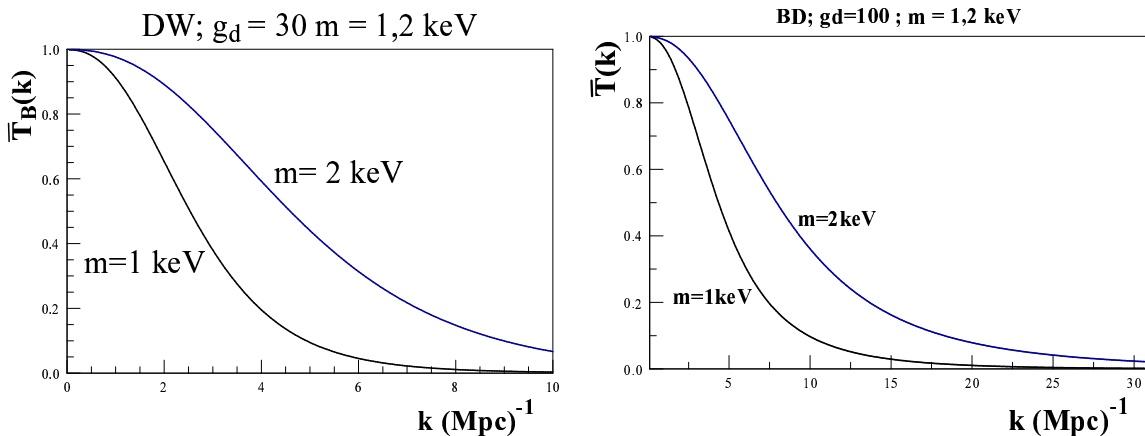 DW; g_d = 30 m = 1,2 keV
T̅_B(k)
1.0
0.8
0.6
0.4
0.2
0.0
m= 2 keV
m=1 keV
0 2 4 6 8 10
k (Mpc)^-1
BD; gd=100 ; m = 1,2 keV
T̅(k)
1.0
0.8
0.6
0.4
0.2
0.0
m=2keV
m=1keV
5 10 15 20 25 30
k (Mpc)^-1